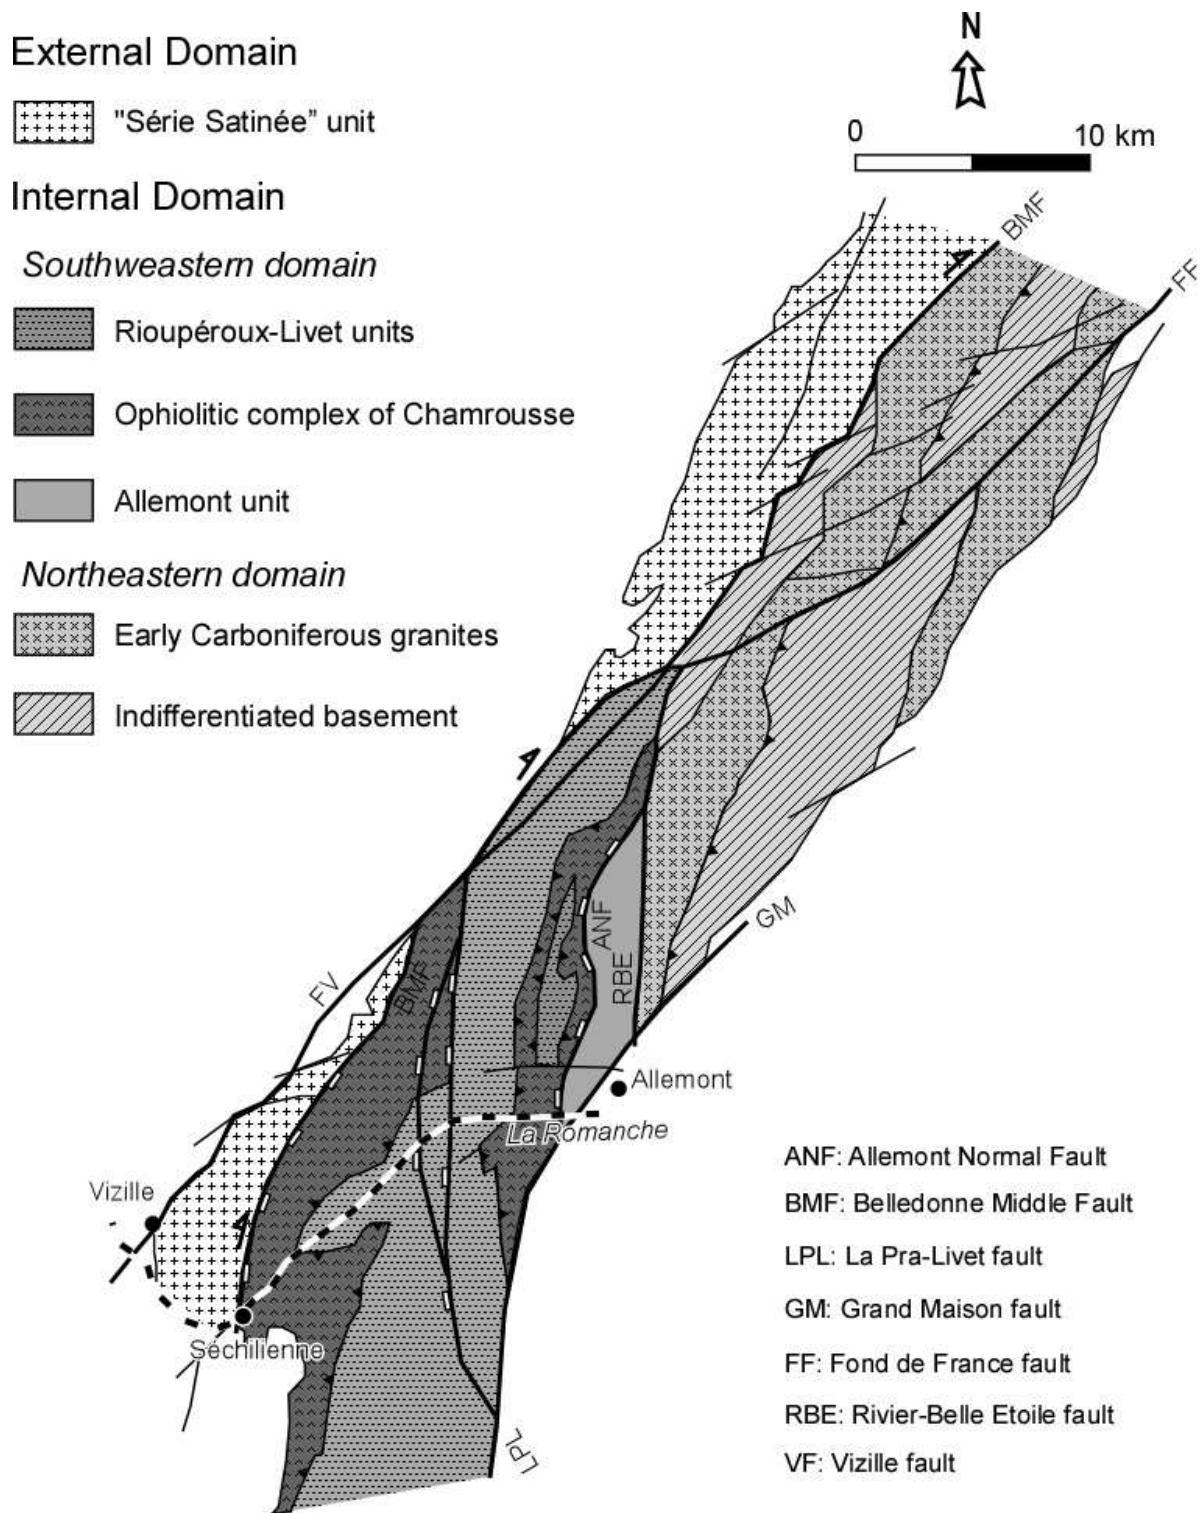 External Domain
"Série Satinée” unit
Internal Domain
Southweastern domain
Rioupéroux-Livet units
Ophiolitic complex of Chamrousse
Allemont unit
Northeastern domain
Early Carboniferous granites
Indifferentiated basement
N
0 10 km
BMF
FF
GM
ANF
RBE
FV
BMF
Allemont
La Romanche
Vizille
Séchilienne
LPL
ANF: Allemont Normal Fault
BMF: Belledonne Middle Fault
LPL: La Pra-Livet fault
GM: Grand Maison fault
FF: Fond de France fault
RBE: Rivier-Belle Etoile fault
VF: Vizille fault